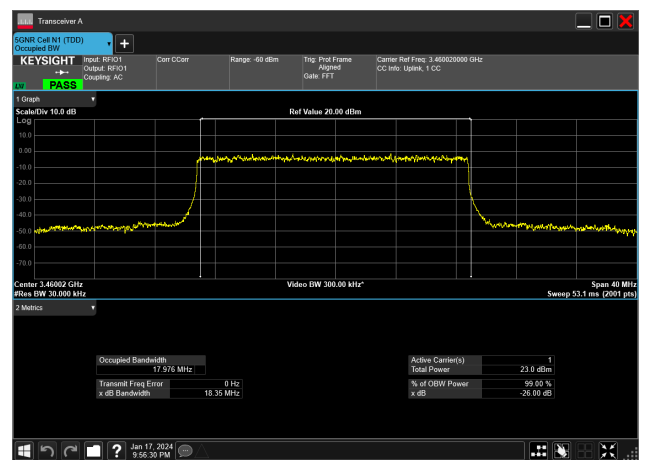 Transceiver A
5GNR Cell N1 (TDD)
Occupied BW
KEYSIGHT
LV PASS
Input: RFIO1
Output: RFIO1
Coupling: AC
Corr CCorr
Range: -60 dBm
Trig: Prot Frame
Aligned
Gate: FFT
Carrier Ref Freq: 3.460020000 GHz
CC Info: Uplink, 1 CC
1 Graph
Scale/Div 10.0 dB Ref Value 20.00 dBm
Log
10.0
0.00
-10.0
-20.0
-30.0
-40.0
-50.0
-60.0
-70.0
Center 3.46002 GHz Video BW 300.00 kHz* Span 40 MHz
#Res BW 30.000 kHz Sweep 53.1 ms (2001 pts)
2 Metrics
Occupied Bandwidth
17.976 MHz
Transmit Freq Error 0 Hz
x dB Bandwidth 18.35 MHz
Active Carrier(s) 1
Total Power 23.0 dBm
% of OBW Power 99.00 %
x dB -26.00 dB
? Jan 17, 2024
9:56:30 PM